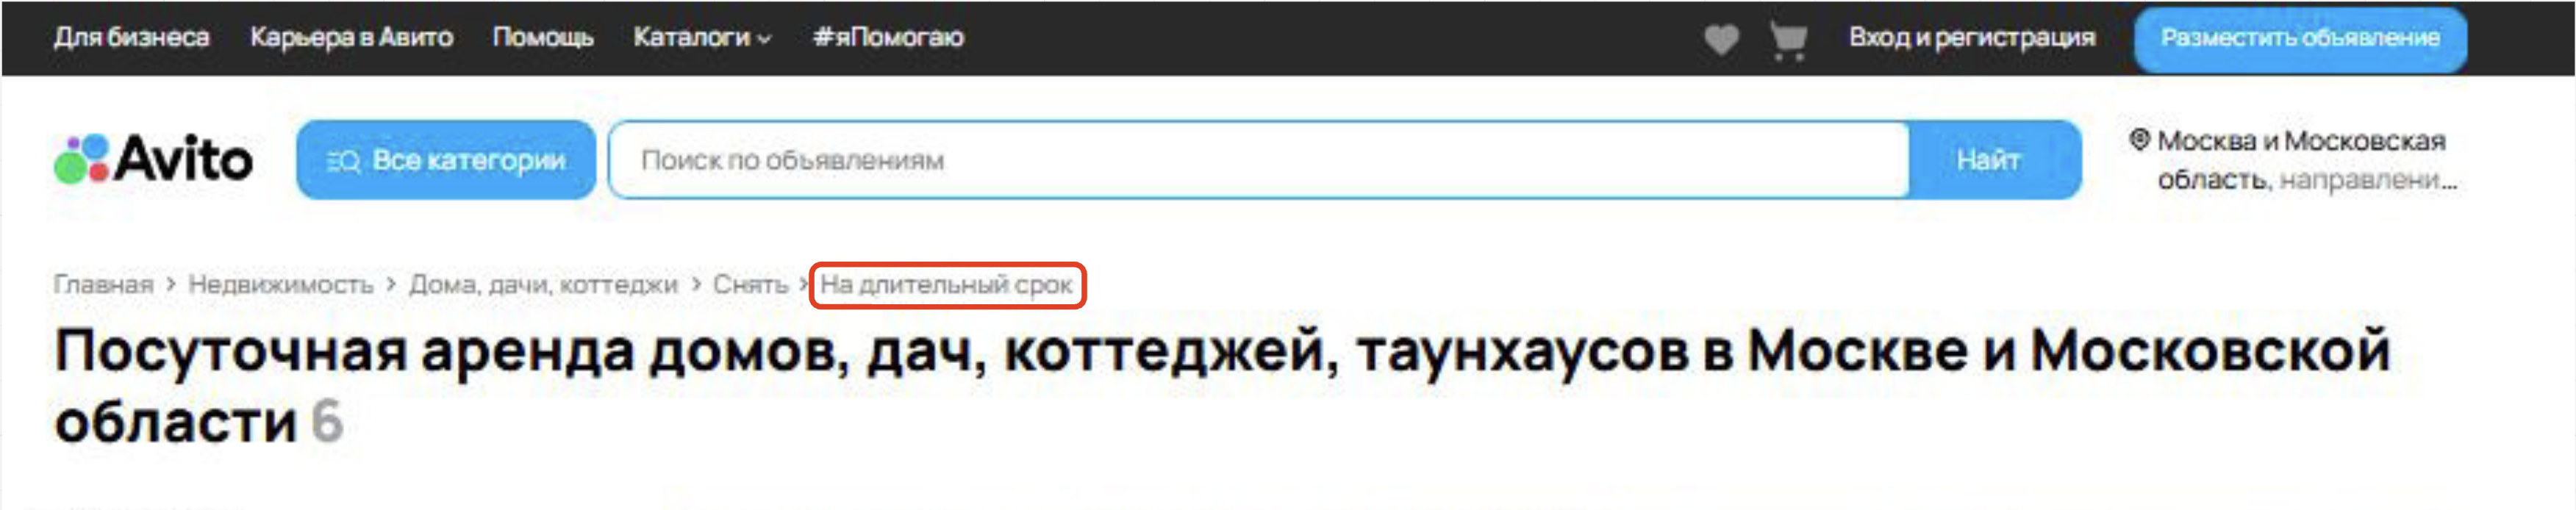 Для бизнеса Карьера в Авито Помощь Каталоги #яПомогаю Вход и регистрация Разместить объявление
Avito Все категории Поиск по объявлениям Найт Москва и Московская
область, направлени...
Главная > Недвижимость > Дома, дачи, коттеджи > Снять > На длительный срок
Посуточная аренда домов, дач, коттеджей, таунхаусов в Москве и Московской
области 6